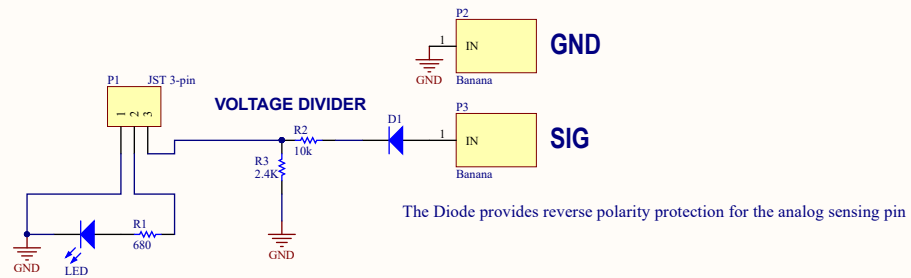 P2
1
IN
GND
GND
Banana
P1
JST 3-pin
1
2
3
VOLTAGE DIVIDER
P3
D1
1
IN
SIG
R2
10k
Banana
R3
2.4K
The Diode provides reverse polarity protection for the analog sensing pin
R1
680
GND
LED
GND